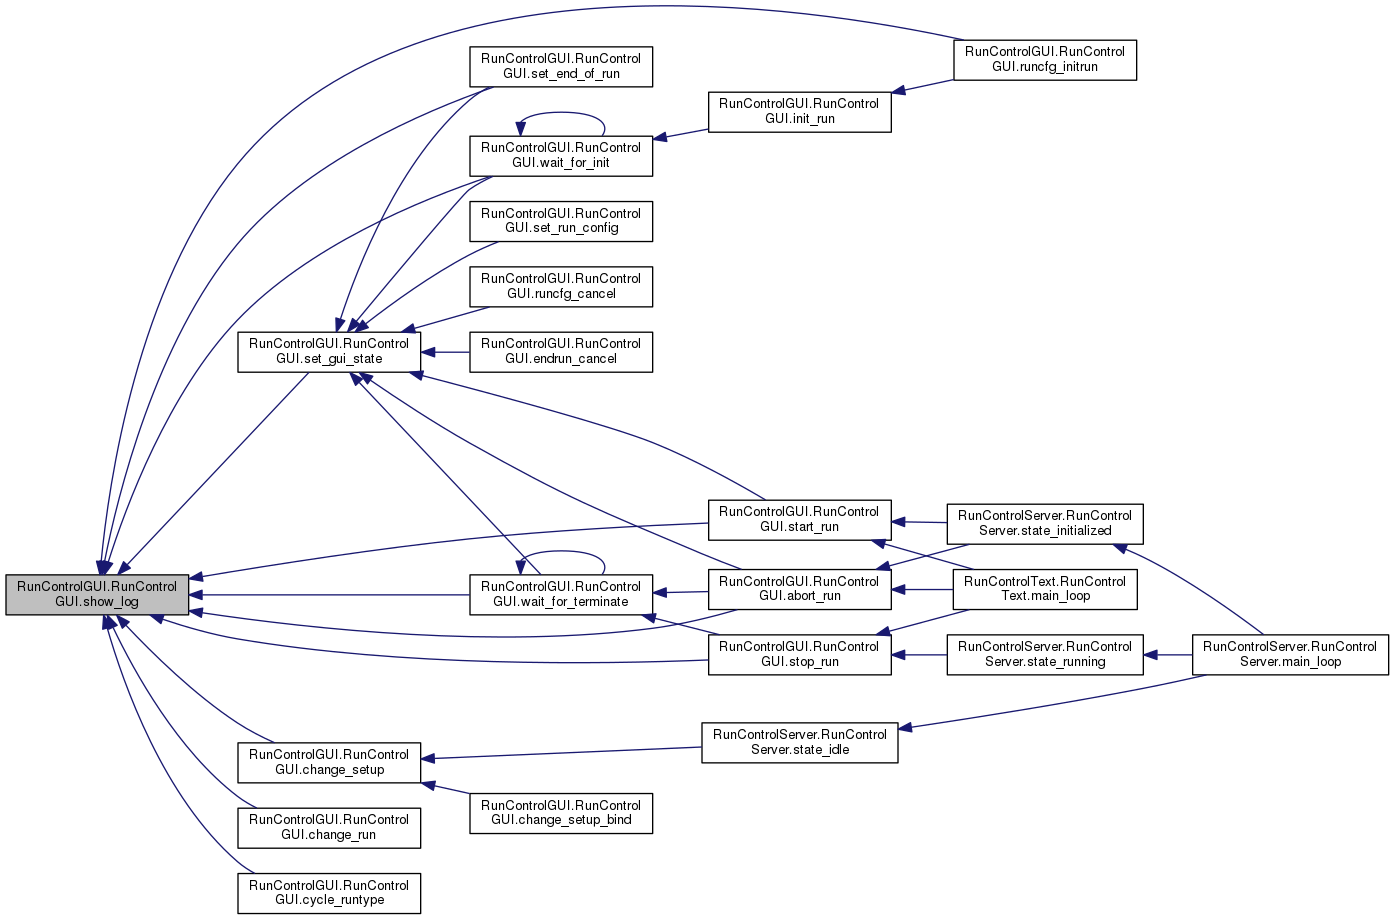 RunControlGUI.RunControl
GUI.runcfg_initrun
RunControlGUI.RunControl
GUI.set_end_of_run
RunControlGUI.RunControl
GUI.init_run
RunControlGUI.RunControl
GUI.wait_for_init
RunControlGUI.RunControl
GUI.set_run_config
RunControlGUI.RunControl
GUI.runcfg_cancel
RunControlGUI.RunControl
GUI.set_gui_state
RunControlGUI.RunControl
GUI.endrun_cancel
RunControlGUI.RunControl
GUI.start_run
RunControlServer.RunControl
Server.state_initialized
RunControlGUI.RunControl
GUI.show_log
RunControlGUI.RunControl
GUI.wait_for_terminate
RunControlGUI.RunControl
GUI.abort_run
RunControlText.RunControl
Text.main_loop
RunControlGUI.RunControl
GUI.stop_run
RunControlServer.RunControl
Server.state_running
RunControlServer.RunControl
Server.main_loop
RunControlGUI.RunControl
GUI.change_setup
RunControlServer.RunControl
Server.state_idle
RunControlGUI.RunControl
GUI.change_setup_bind
RunControlGUI.RunControl
GUI.change_run
RunControlGUI.RunControl
GUI.cycle_runtype